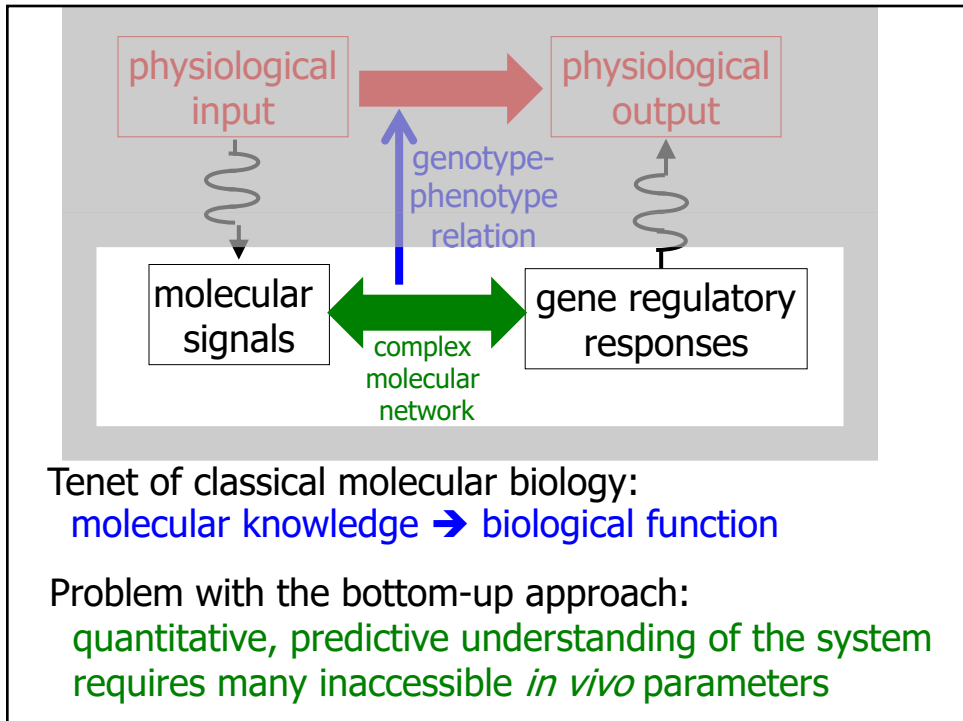 physiological
input
physiological
output
genotype-
phenotype
relation
molecular
signals
gene regulatory
responses
complex
molecular
network
Tenet of classical molecular biology:
molecular knowledge ➔ biological function
Problem with the bottom-up approach:
quantitative, predictive understanding of the system
requires many inaccessible in vivo parameters